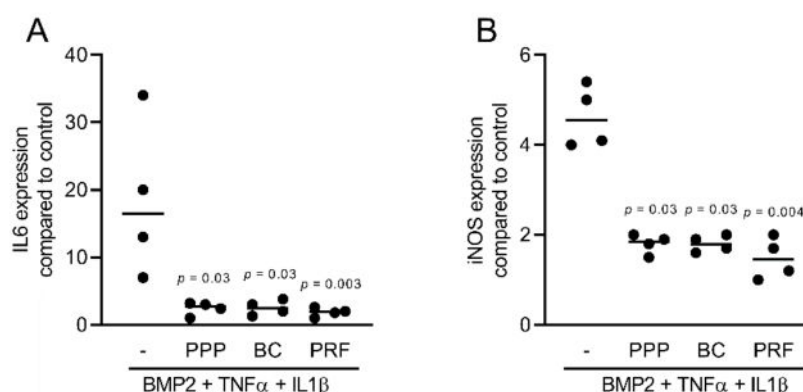 A
IL6 expression
compared to control
40
30
20
10
0
p = 0.03
p = 0.03
p = 0.003
- PPP BC PRF
BMP2 + TNFα + IL1β
B
iNOS expression
compared to control
6
4
2
0
p = 0.03
p = 0.03
p = 0.004
- PPP BC PRF
BMP2 + TNFα + IL1β